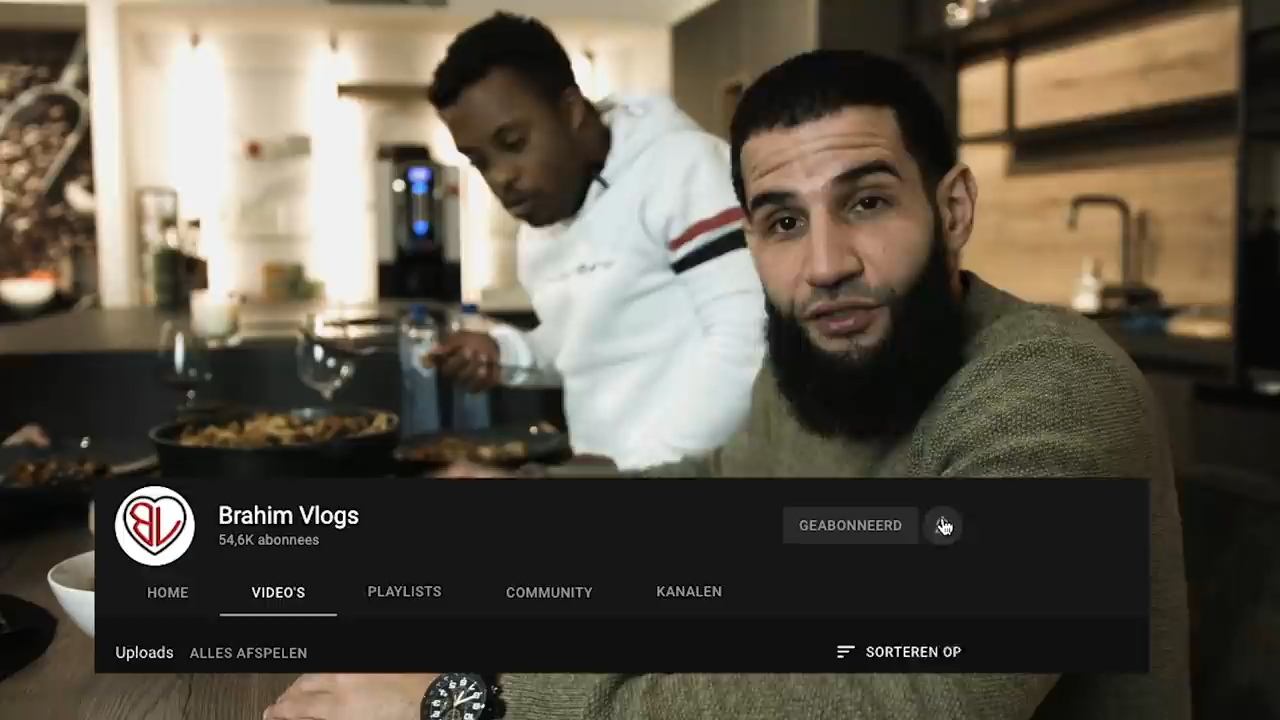 BL
Brahim Vlogs
54,6K abonnees
GEABONNEERD
HOME
VIDEO'S
PLAYLISTS
COMMUNITY
KANALEN
Uploads
ALLES AFSPELEN
SORTEREN OP